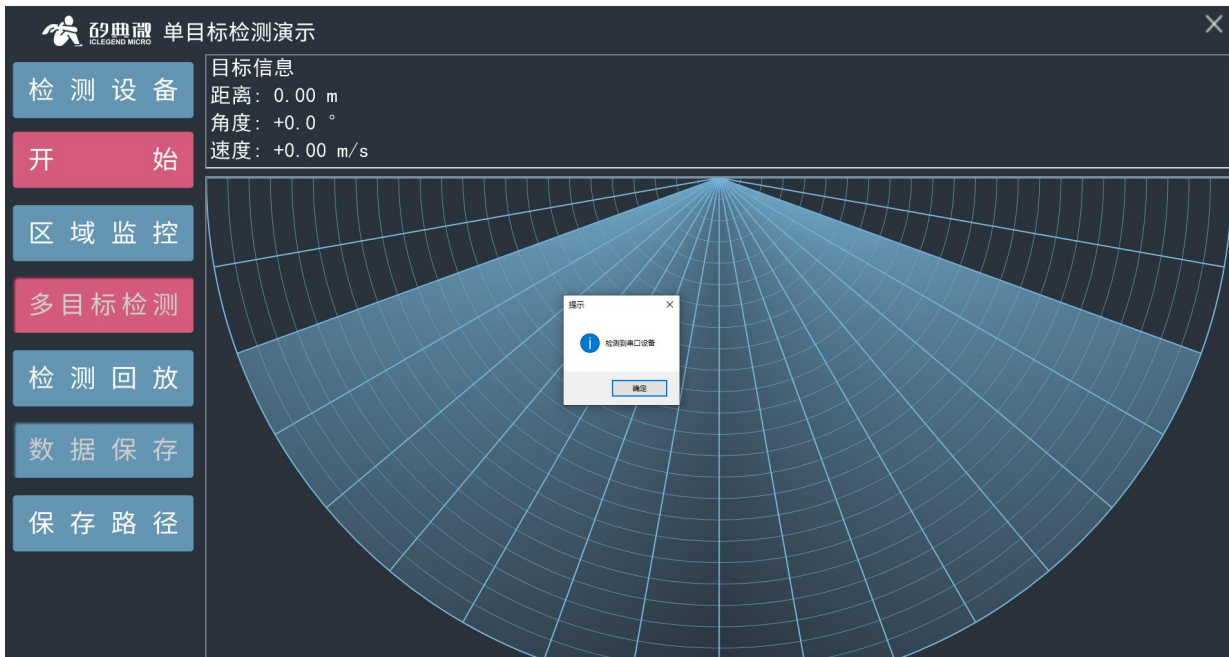 矽典微 单目标检测演示
ICLEGEND MICRO
检测设备
开始
区域监控
多目标检测
检测回放
数据保存
保存路径
目标信息
距离: 0.00 m
角度: +0.0 °
速度: +0.00 m/s
提示
检测到串口设备
确定